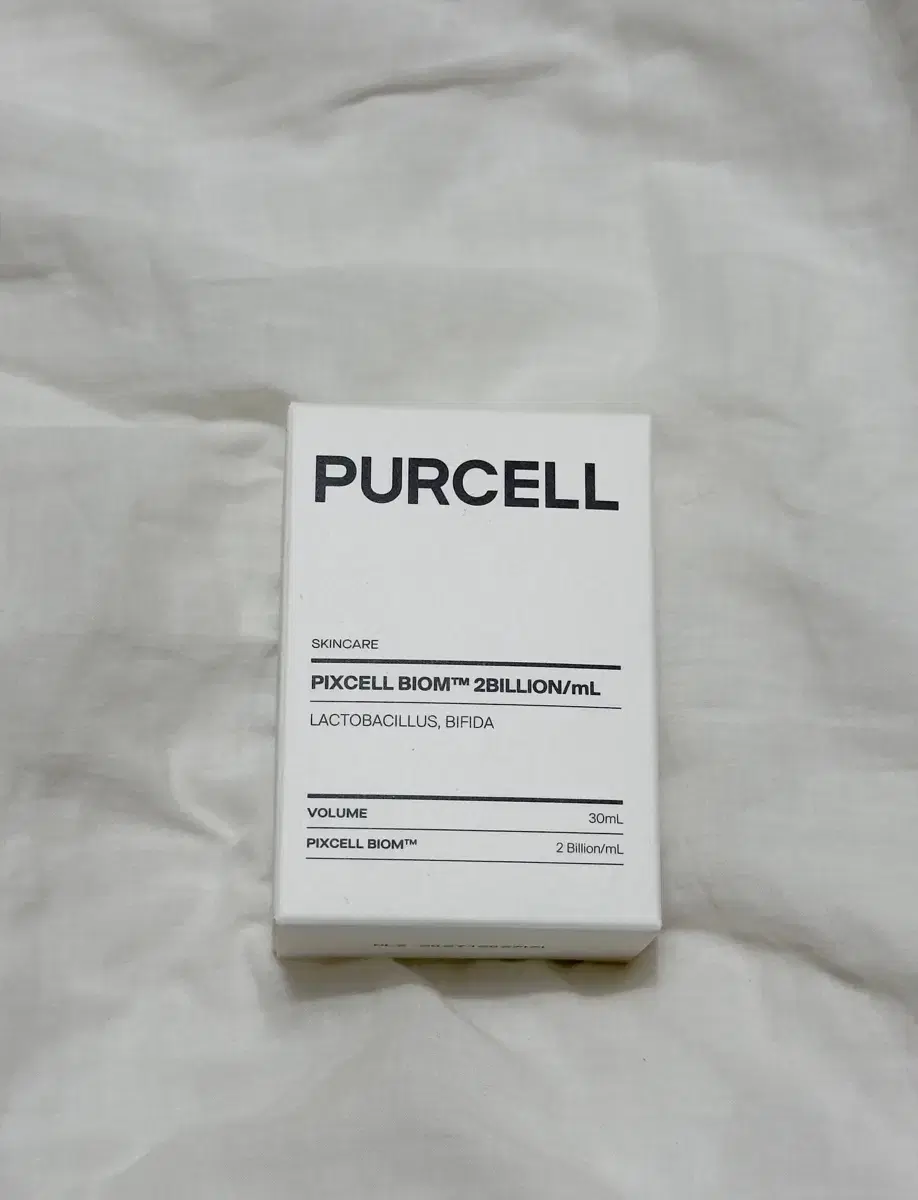 PURCELL
SKINCARE
PIXCELL BIOM™ 2BILLION/mL
LACTOBACILLUS, BIFIDA
VOLUME 30mL
PIXCELL BIOM™ 2 Billion/mL